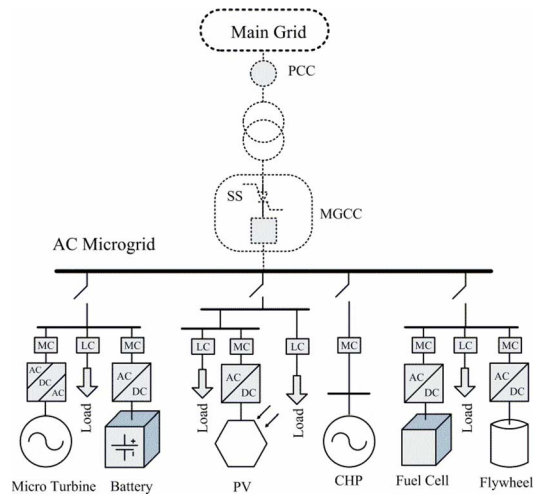 Main Grid
PCC
SS
MGCC
AC Microgrid
MC LC MC LC MC LC MC MC LC MC
AC DC AC
AC DC
Load
AC DC
Load
Load
AC DC
Load
AC DC
Micro Turbine Battery PV CHP Fuel Cell Flywheel